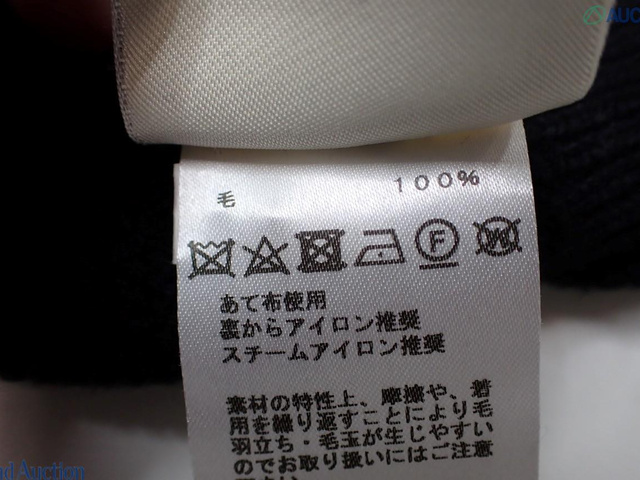 AUC
毛 100%
F W
あて布使用
裏からアイロン推奨
スチームアイロン推奨
素材の特性上、摩擦や、着
用を繰り返すことにより毛
羽立ち・毛玉が生じやすい
のでお取り扱いにはご注意
nd Auction